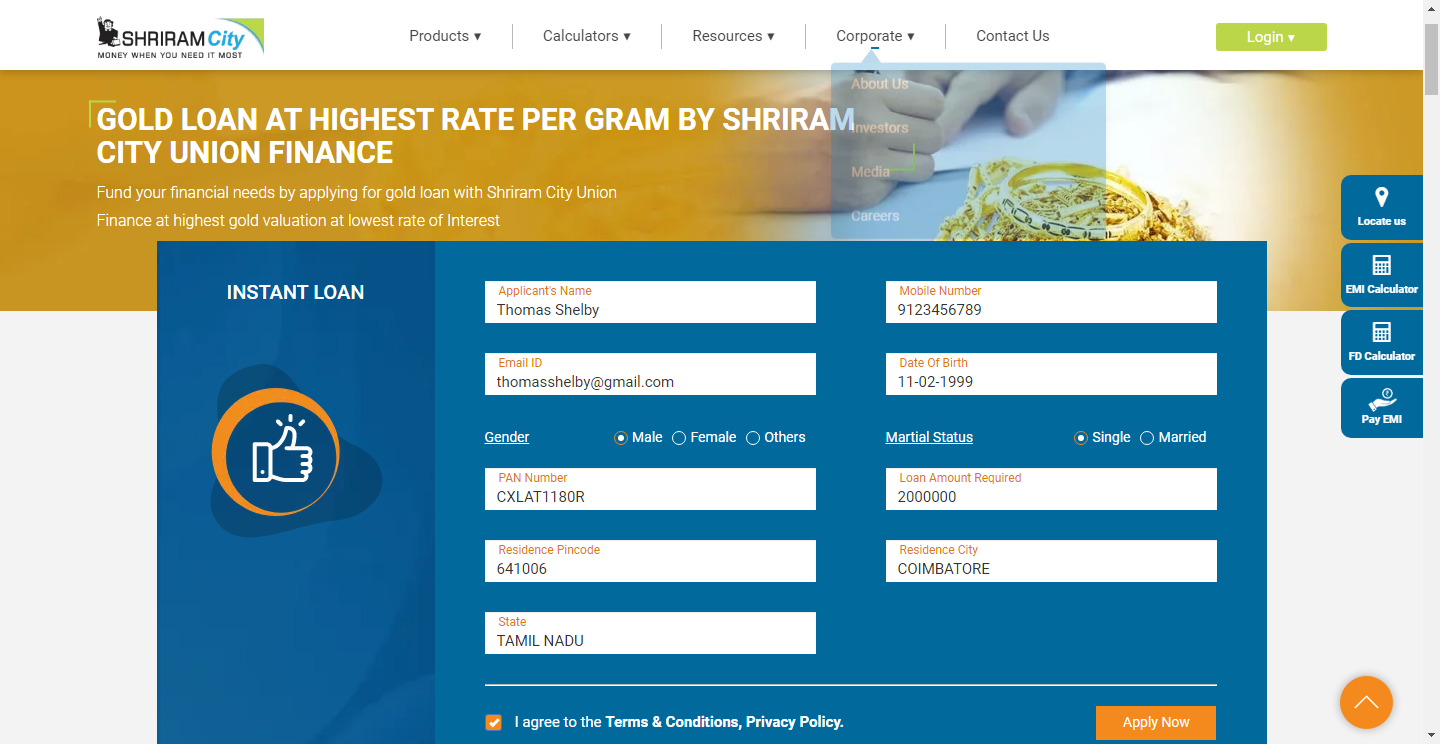 SHRIRAM City
MONEY WHEN YOU NEED IT MOST
Products ▾
Calculators ▾
Resources ▾
Corporate ▾
Contact Us
Login ▾
About Us
Investors
Media
Careers
GOLD LOAN AT HIGHEST RATE PER GRAM BY SHRIRAM
CITY UNION FINANCE
Fund your financial needs by applying for gold loan with Shriram City Union
Finance at highest gold valuation at lowest rate of Interest
Locate us
EMI Calculator
FD Calculator
Pay EMI
INSTANT LOAN
Applicant's Name
Thomas Shelby
Mobile Number
9123456789
Email ID
thomasshelby@gmail.com
Date Of Birth
11-02-1999
Gender
Male Female Others
Martial Status
Single Married
PAN Number
CXLAT1180R
Loan Amount Required
2000000
Residence Pincode
641006
Residence City
COIMBATORE
State
TAMIL NADU
I agree to the Terms & Conditions, Privacy Policy.
Apply Now